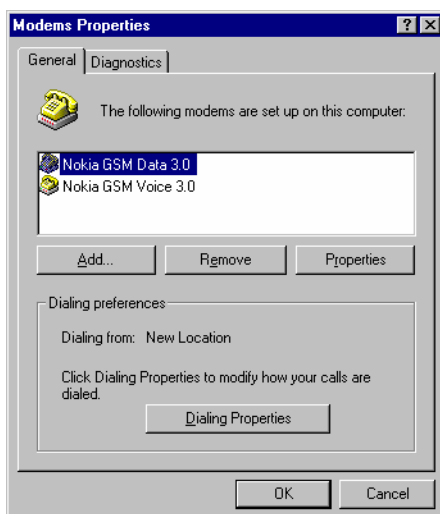 Modems Properties
General Diagnostics
The following modems are set up on this computer:
Nokia GSM Data 3.0
Nokia GSM Voice 3.0
Add... Remove Properties
Dialing preferences
Dialing from: New Location
Click Dialing Properties to modify how your calls are
dialed.
Dialing Properties
OK Cancel